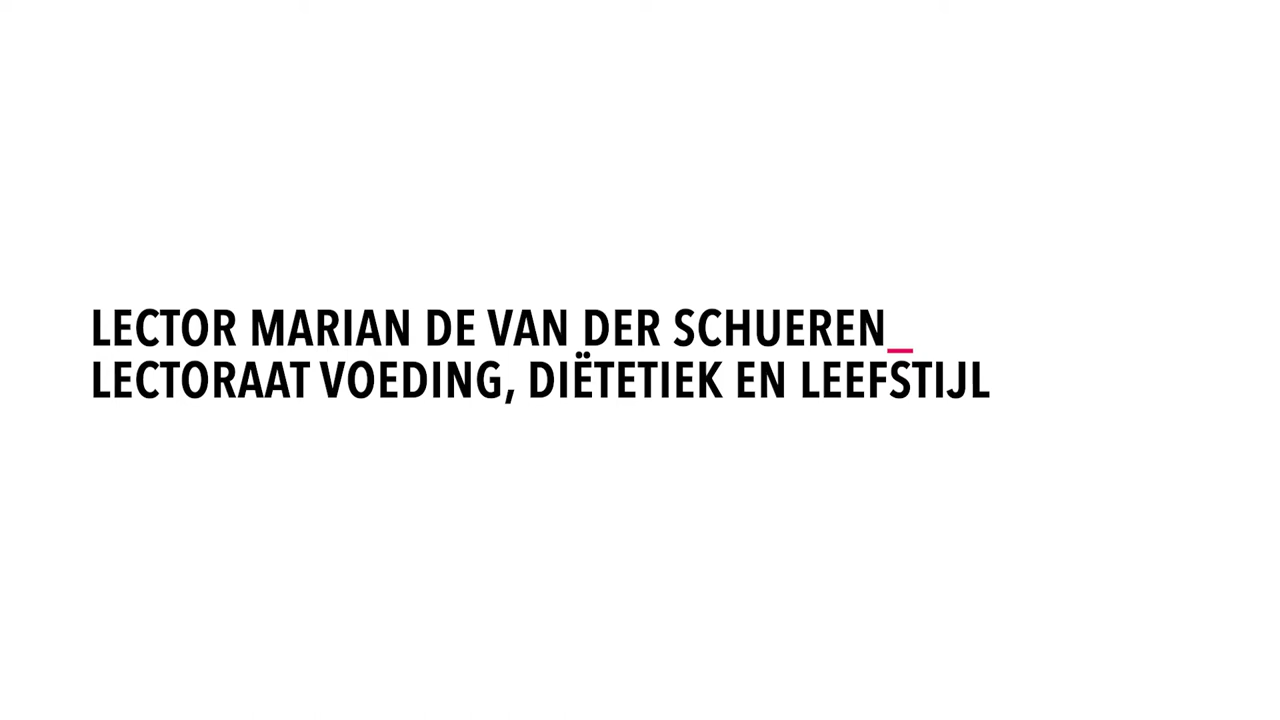 LECTOR MARIAN DE VAN DER SCHUEREN_
LECTORAAT VOEDING, DIËTETIEK EN LEEFSTIJL